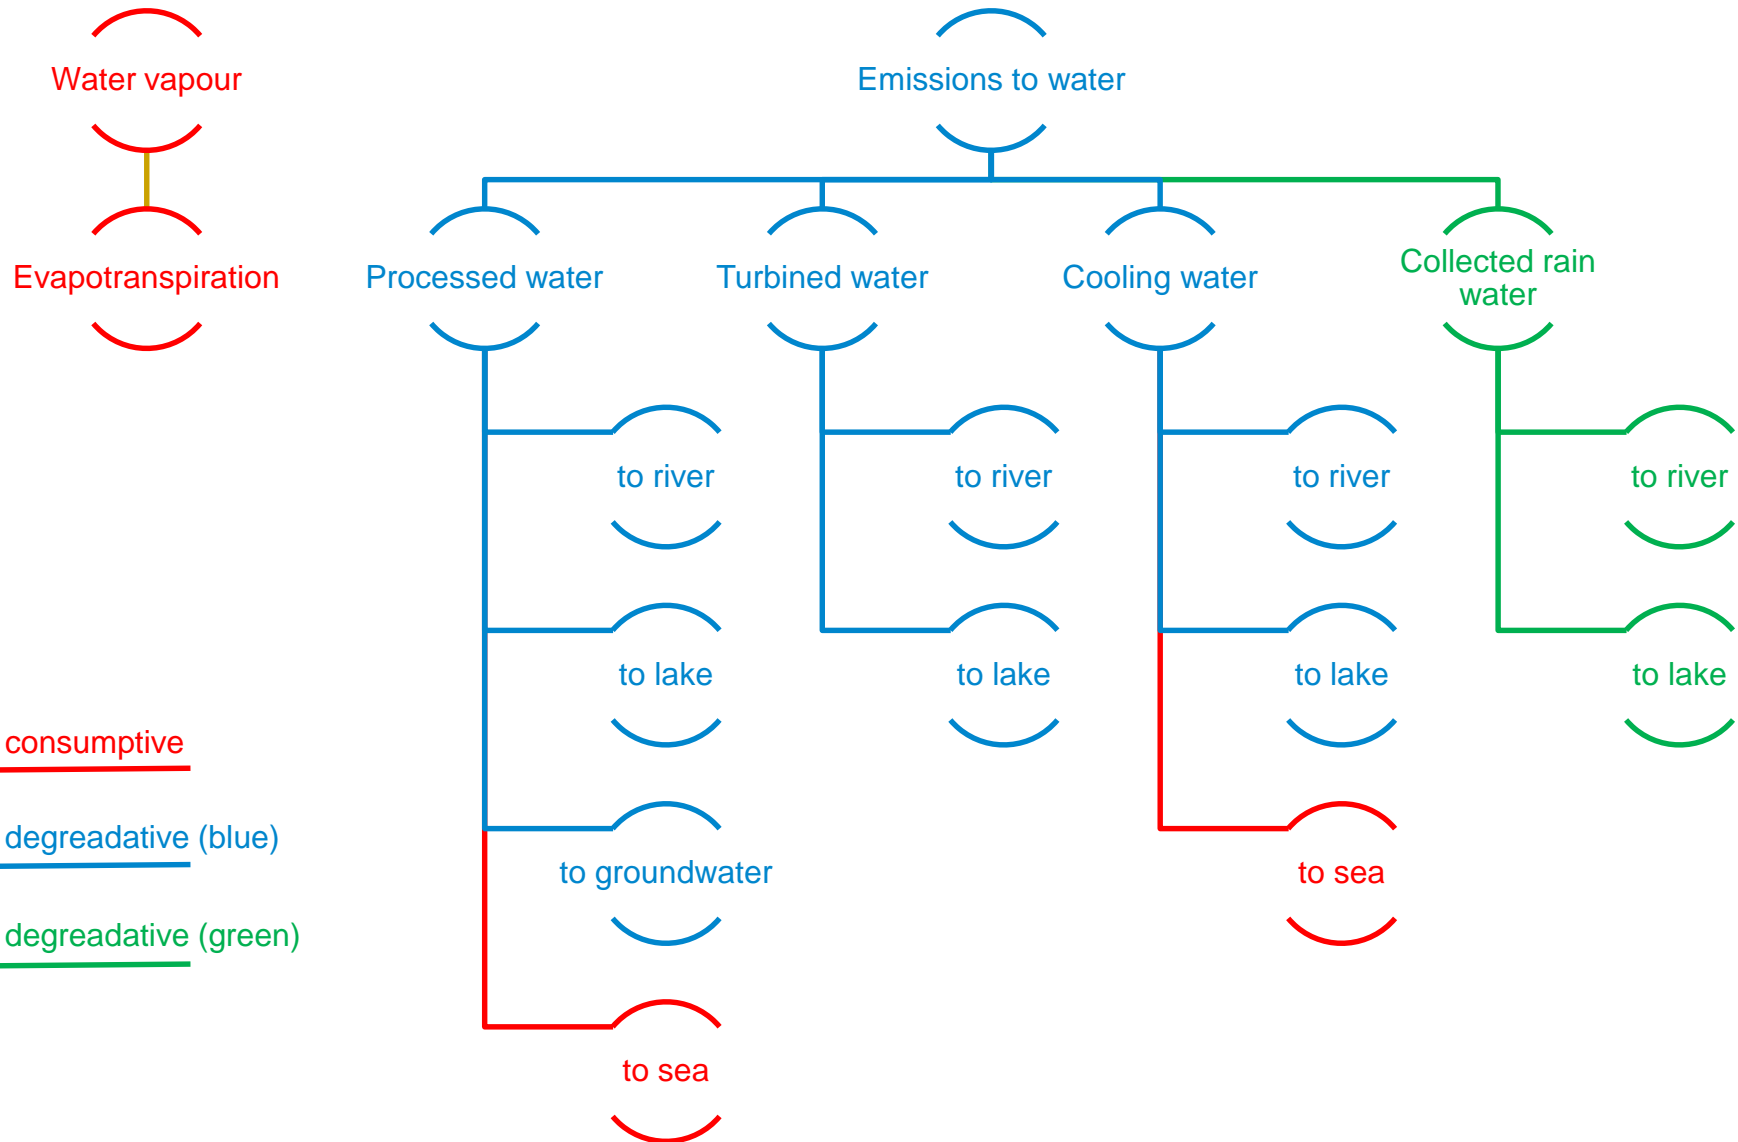 Water vapour
Emissions to water
Evapotranspiration
Processed water
Turbined water
Cooling water
Collected rain
water
to river
to river
to river
to river
to lake
to lake
to lake
to lake
consumptive
degreadative (blue)
to groundwater
to sea
degreadative (green)
to sea